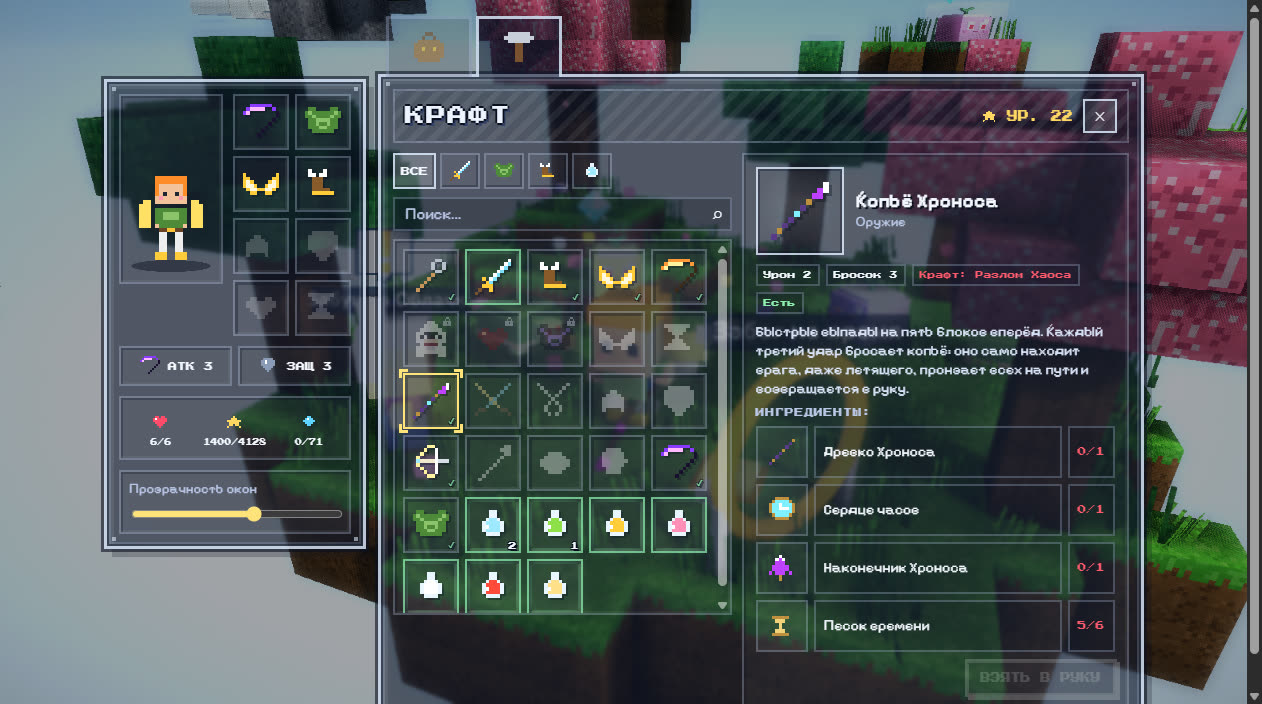 КРАФТ
УР. 22
ВСЕ
Поиск...
АТК 3
ЗАЩ 3
6/6
1400/4128
0/71
Прозрачность окон
2
1
Копьё Хроноса
Оружие
Урон 2
Бросок 3
Крафт: Разлом Хаоса
Есть
Быстрые выпады на пять блоков вперёд. Каждый
третий удар бросает копьё: оно само находит
врага, даже летящего, пронзает всех на пути и
возвращается в руку.
ИНГРЕДИЕНТЫ:
Древко Хроноса
0/1
Сердце часов
0/1
Наконечник Хроноса
0/1
Песок времени
5/6
ВЗЯТЬ В РУКУ